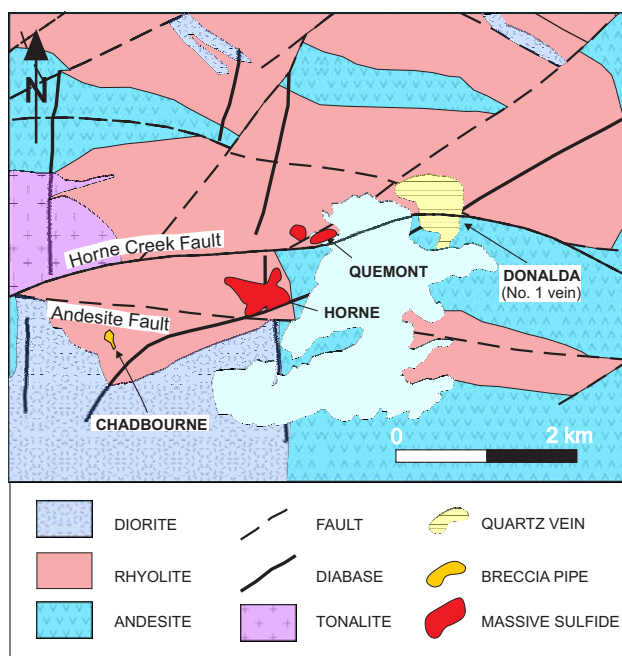 N
Horne Creek Fault
QUEMONT
DONALDA
(No. 1 vein)
HORNE
Andesite Fault
CHADBOURNE
0 2 km
DIORITE FAULT QUARTZ VEIN
RHYOLITE DIABASE BRECCIA PIPE
ANDESITE TONALITE MASSIVE SULFIDE